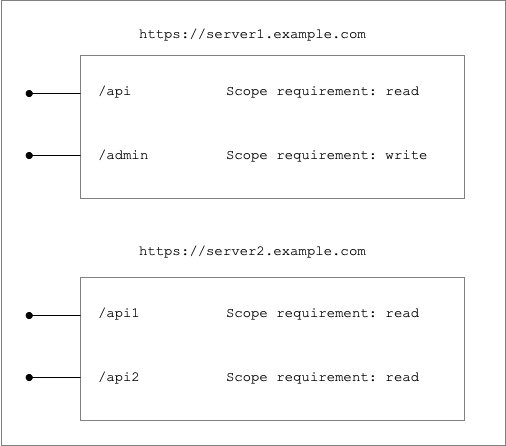 https://server1.example.com
/api Scope requirement: read
/admin Scope requirement: write
https://server2.example.com
/api1 Scope requirement: read
/api2 Scope requirement: read